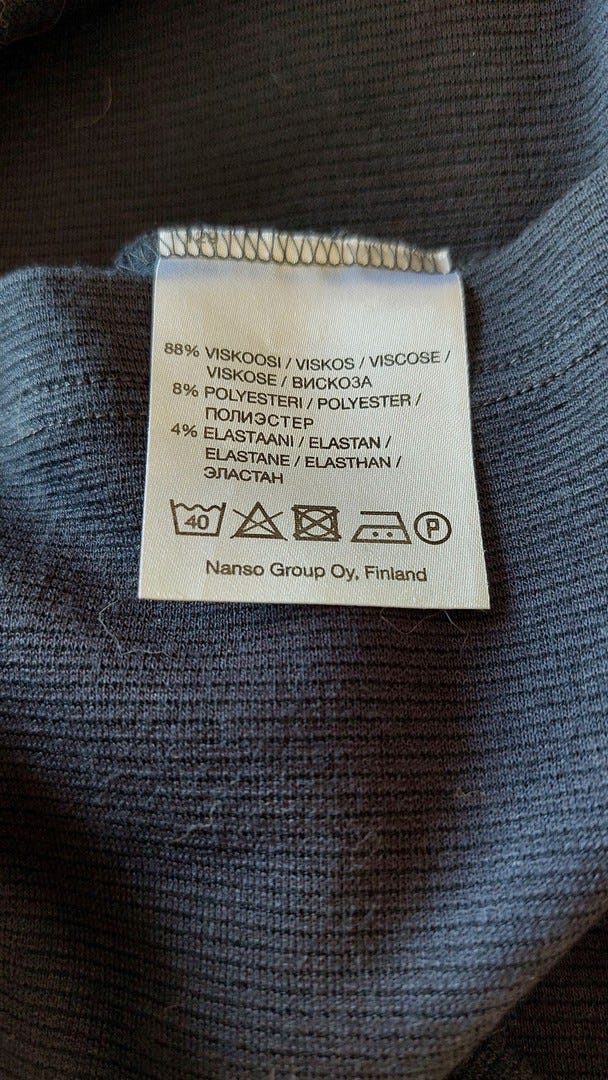 88% VISKOOSI / VISKOS / VISCOSE /
VISKOSE / ВИСКОЗА
8% POLYESTERI / POLYESTER /
ПОЛИЭСТЕР
4% ELASTAANI / ELASTAN /
ELASTANE / ELASTHAN /
ЭЛАСТАН
40 P
Nanso Group Oy, Finland